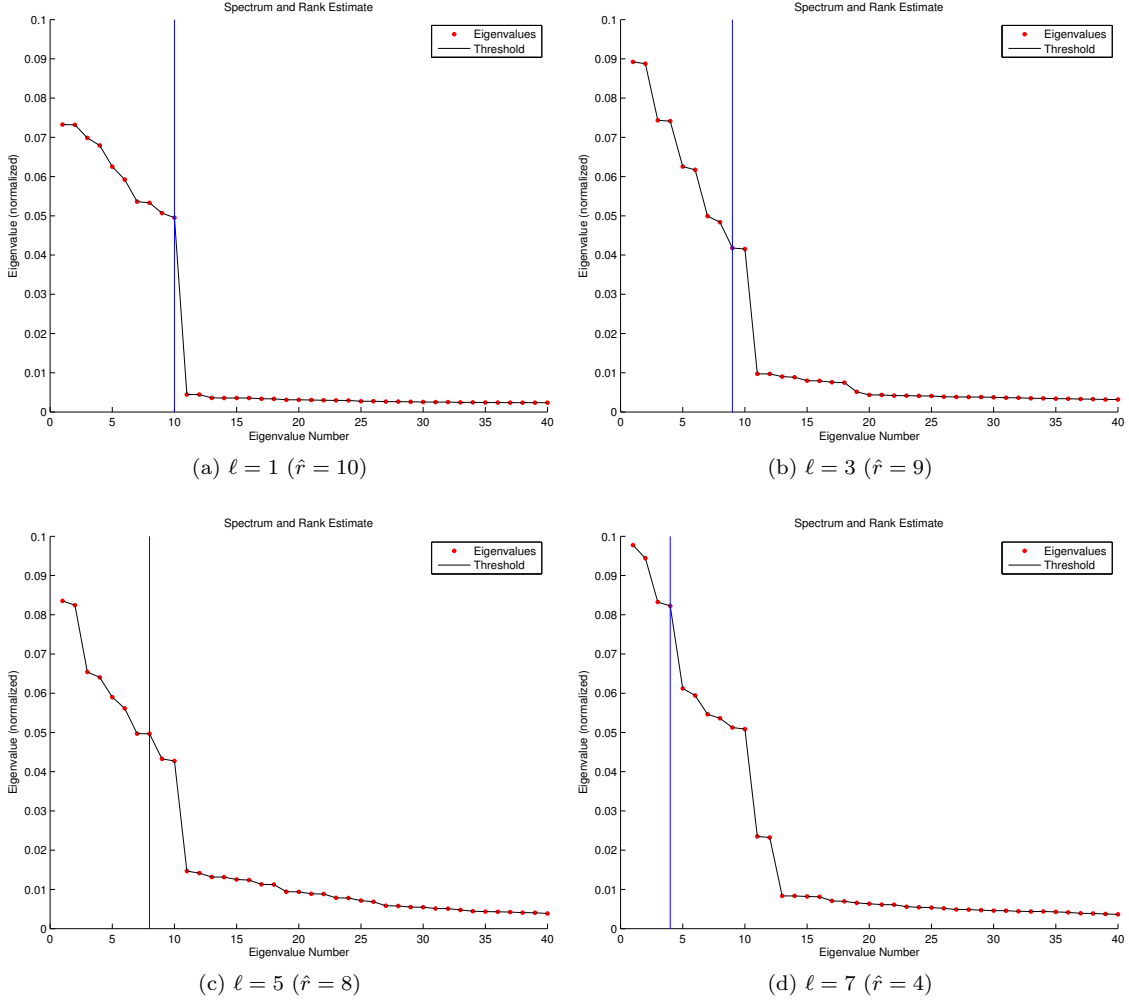 Spectrum and Rank Estimate
0.1
0.09
0.08
0.07
0.06
0.05
0.04
0.03
0.02
0.01
0
Eigenvalue (normalized)
Eigenvalues
Threshold
0 5 10 15 20 25 30 35 40
Eigenvalue Number
(a) ℓ = 1 (r̂ = 10)
Spectrum and Rank Estimate
0.1
0.09
0.08
0.07
0.06
0.05
0.04
0.03
0.02
0.01
0
Eigenvalue (normalized)
Eigenvalues
Threshold
0 5 10 15 20 25 30 35 40
Eigenvalue Number
(b) ℓ = 3 (r̂ = 9)
Spectrum and Rank Estimate
0.1
0.09
0.08
0.07
0.06
0.05
0.04
0.03
0.02
0.01
0
Eigenvalue (normalized)
Eigenvalues
Threshold
0 5 10 15 20 25 30 35 40
Eigenvalue Number
(c) ℓ = 5 (r̂ = 8)
Spectrum and Rank Estimate
0.1
0.09
0.08
0.07
0.06
0.05
0.04
0.03
0.02
0.01
0
Eigenvalue (normalized)
Eigenvalues
Threshold
0 5 10 15 20 25 30 35 40
Eigenvalue Number
(d) ℓ = 7 (r̂ = 4)